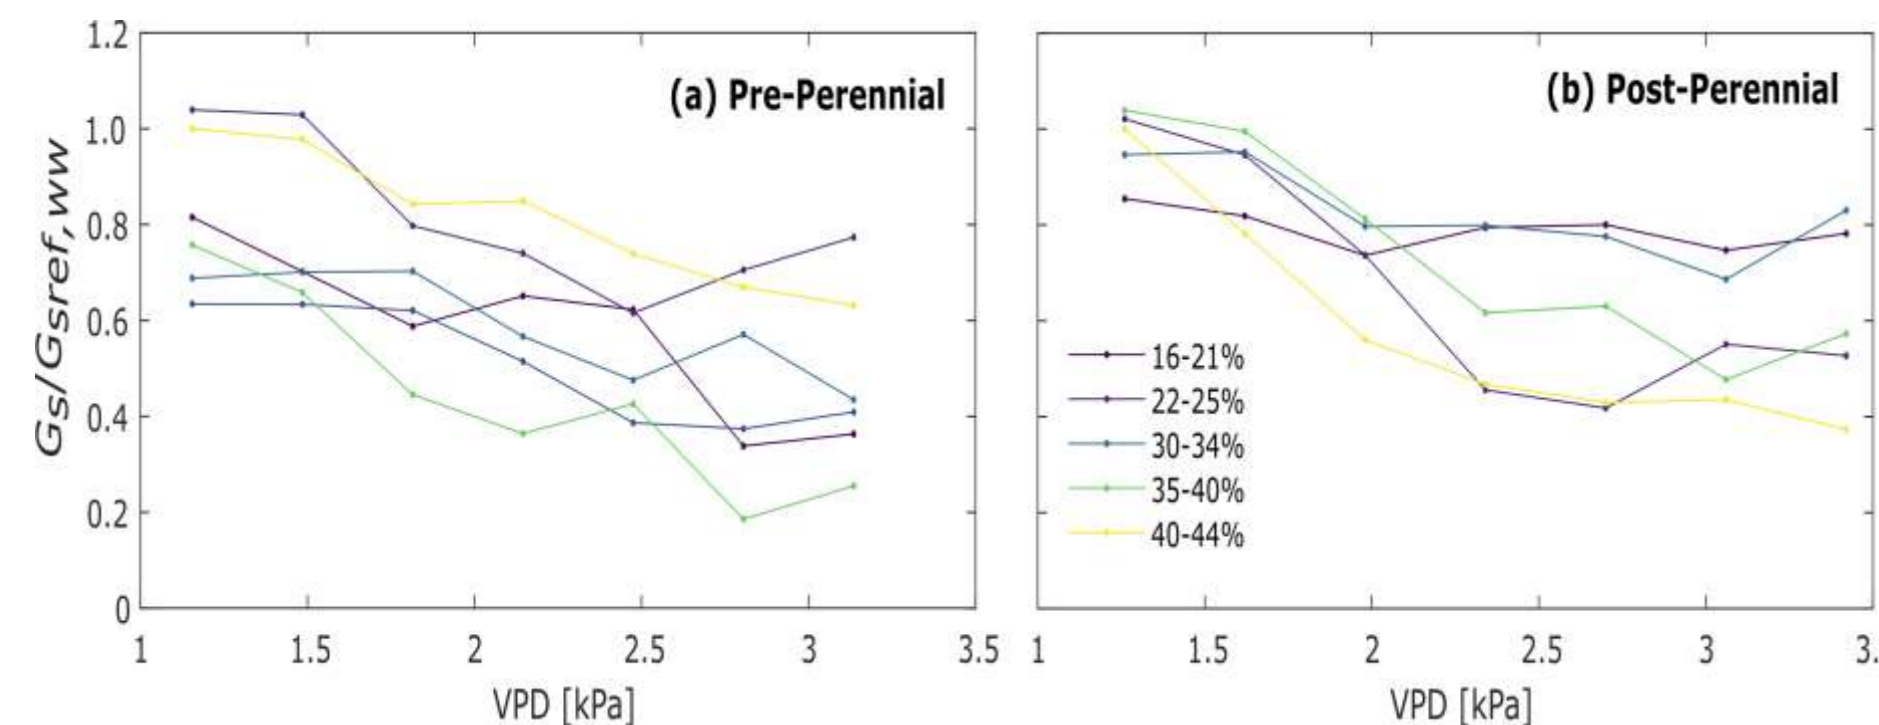 (a) Pre-Perennial
(b) Post-Perennial
Gs/Gsref,ww
1.2
1.0
0.8
0.6
0.4
0.2
0
16-21%
22-25%
30-34%
35-40%
40-44%
1 1.5 2 2.5 3 3.5
1 1.5 2 2.5 3 3.
VPD [kPa]
VPD [kPa]